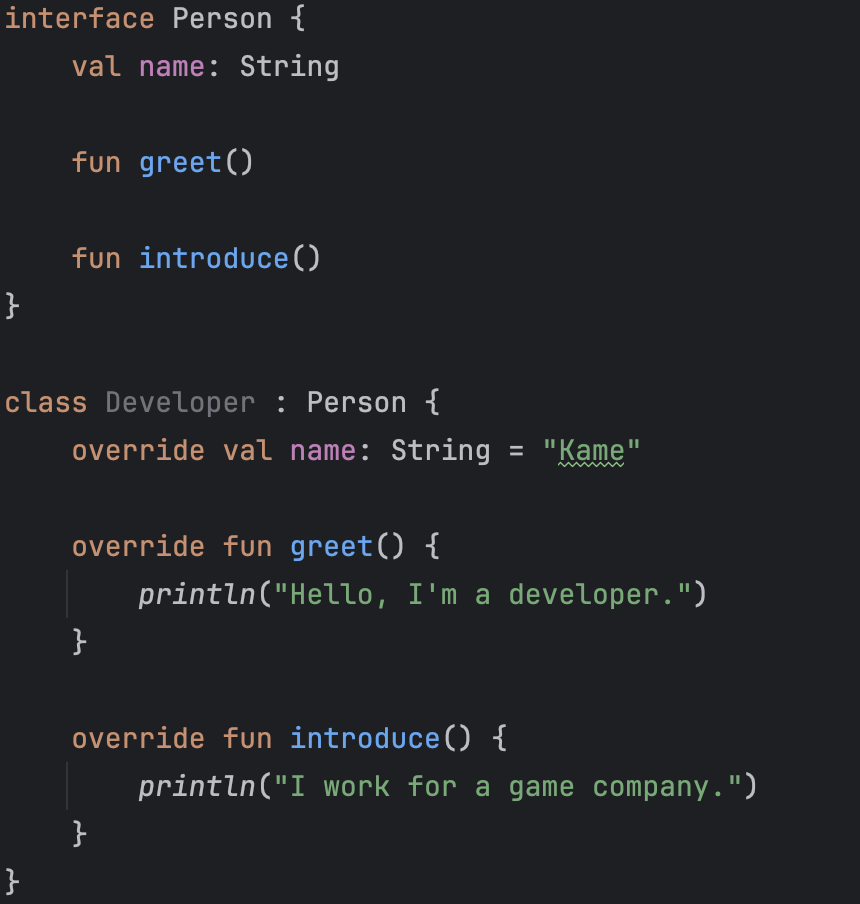 interface Person {
    val name: String
    fun greet()
    fun introduce()
}
class Developer : Person {
    override val name: String = "Kame"
    override fun greet() {
        println("Hello, I'm a developer.")
    }
    override fun introduce() {
        println("I work for a game company.")
    }
}